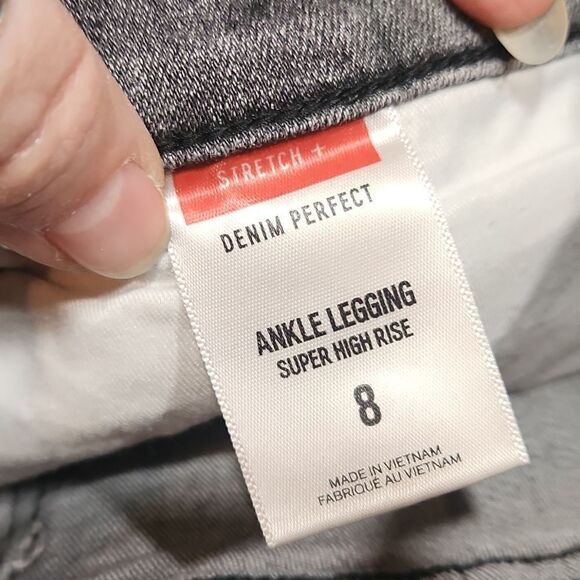 STRETCH +
DENIM PERFECT
ANKLE LEGGING
SUPER HIGH RISE
8
MADE IN VIETNAM
FABRIQUÉ AU VIETNAM